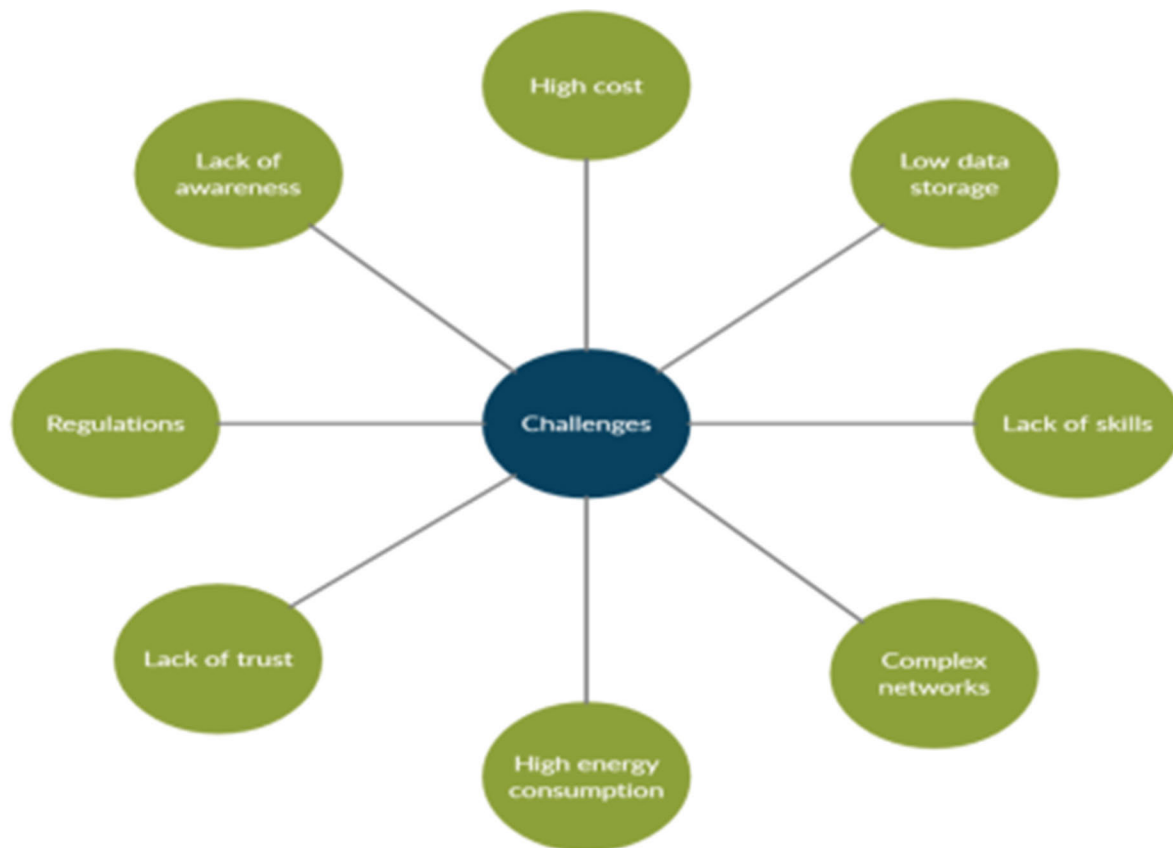 High cost
Lack of
awareness
Low data
storage
Regulations
Challenges
Lack of skills
Lack of trust
Complex
networks
High energy
consumption